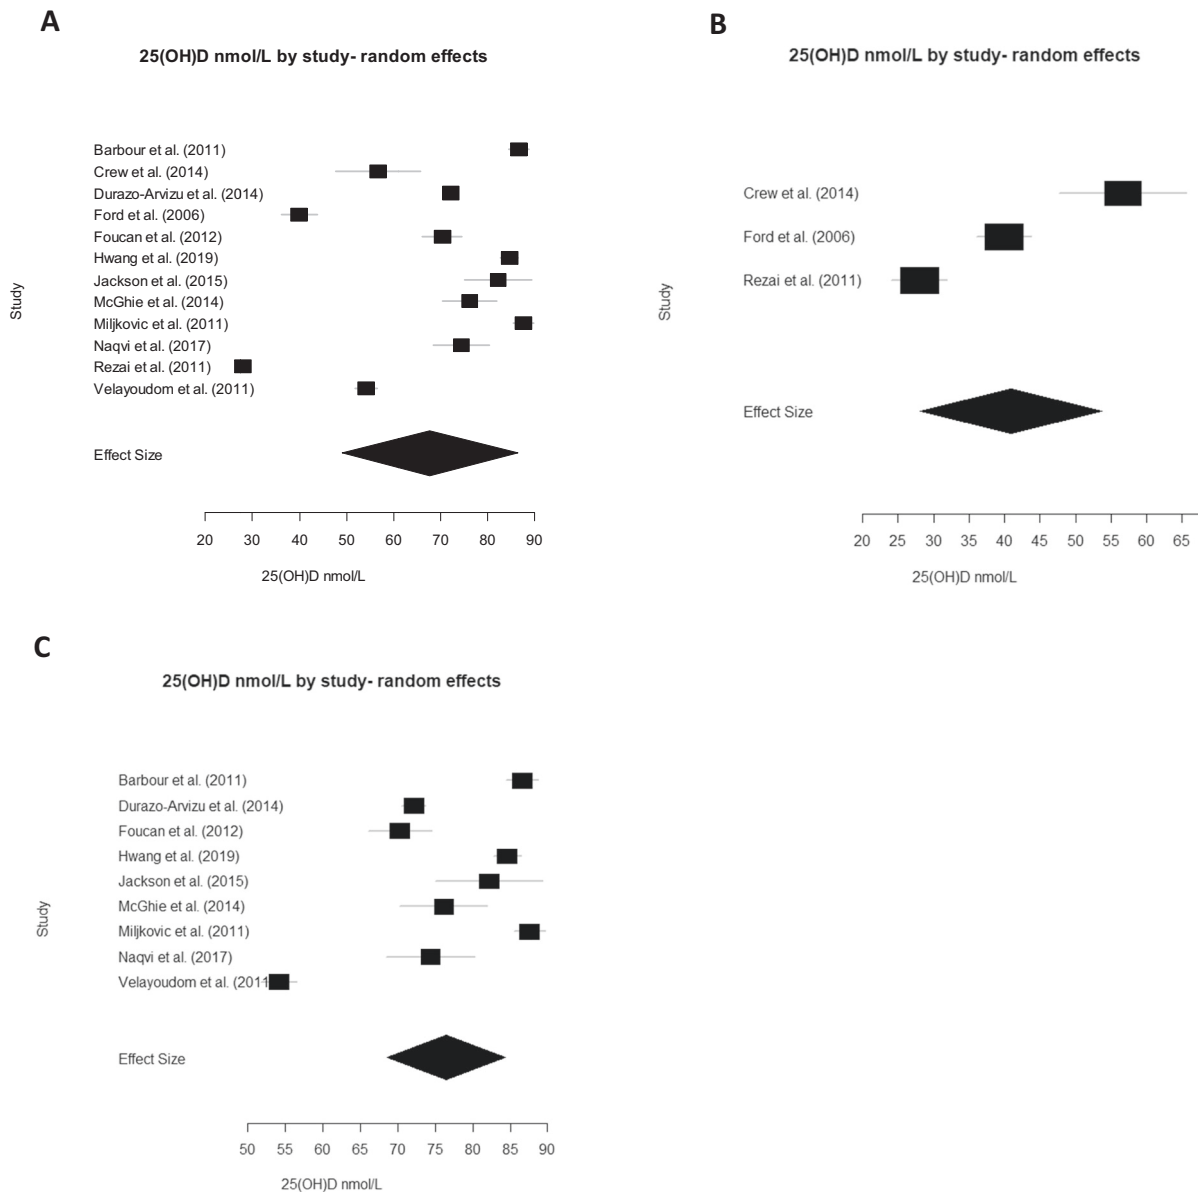 A
25(OH)D nmol/L by study- random effects
Study
Barbour et al. (2011)
Crew et al. (2014)
Durazo-Arvizu et al. (2014)
Ford et al. (2006)
Foucan et al. (2012)
Hwang et al. (2019)
Jackson et al. (2015)
McGhie et al. (2014)
Miljkovic et al. (2011)
Naqvi et al. (2017)
Rezai et al. (2011)
Velayoudom et al. (2011)
Effect Size
20 30 40 50 60 70 80 90
25(OH)D nmol/L
B
25(OH)D nmol/L by study- random effects
Study
Crew et al. (2014)
Ford et al. (2006)
Rezai et al. (2011)
Effect Size
20 25 30 35 40 45 50 55 60 65
25(OH)D nmol/L
C
25(OH)D nmol/L by study- random effects
Study
Barbour et al. (2011)
Durazo-Arvizu et al. (2014)
Foucan et al. (2012)
Hwang et al. (2019)
Jackson et al. (2015)
McGhie et al. (2014)
Miljkovic et al. (2011)
Naqvi et al. (2017)
Velayoudom et al. (2011
Effect Size
50 55 60 65 70 75 80 85 90
25(OH)D nmol/L